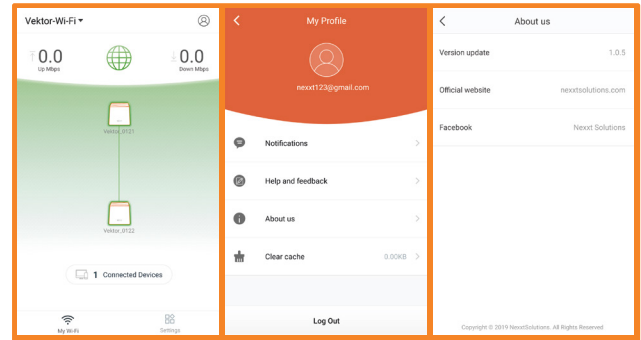 Vektor-Wi-Fi
0.0
Up Mbps
0.0
Down Mbps
Vektor_0121
Vektor_0122
1 Connected Devices
My Wi-Fi
Settings
My Profile
nexxt123@gmail.com
Notifications
Help and feedback
About us
Clear cache
0.00KB
Log Out
About us
Version update
1.0.5
Official website
nexxtsolutions.com
Facebook
Nexxt Solutions
Copyright © 2019 NexxtSolutions. All Rights Reserved